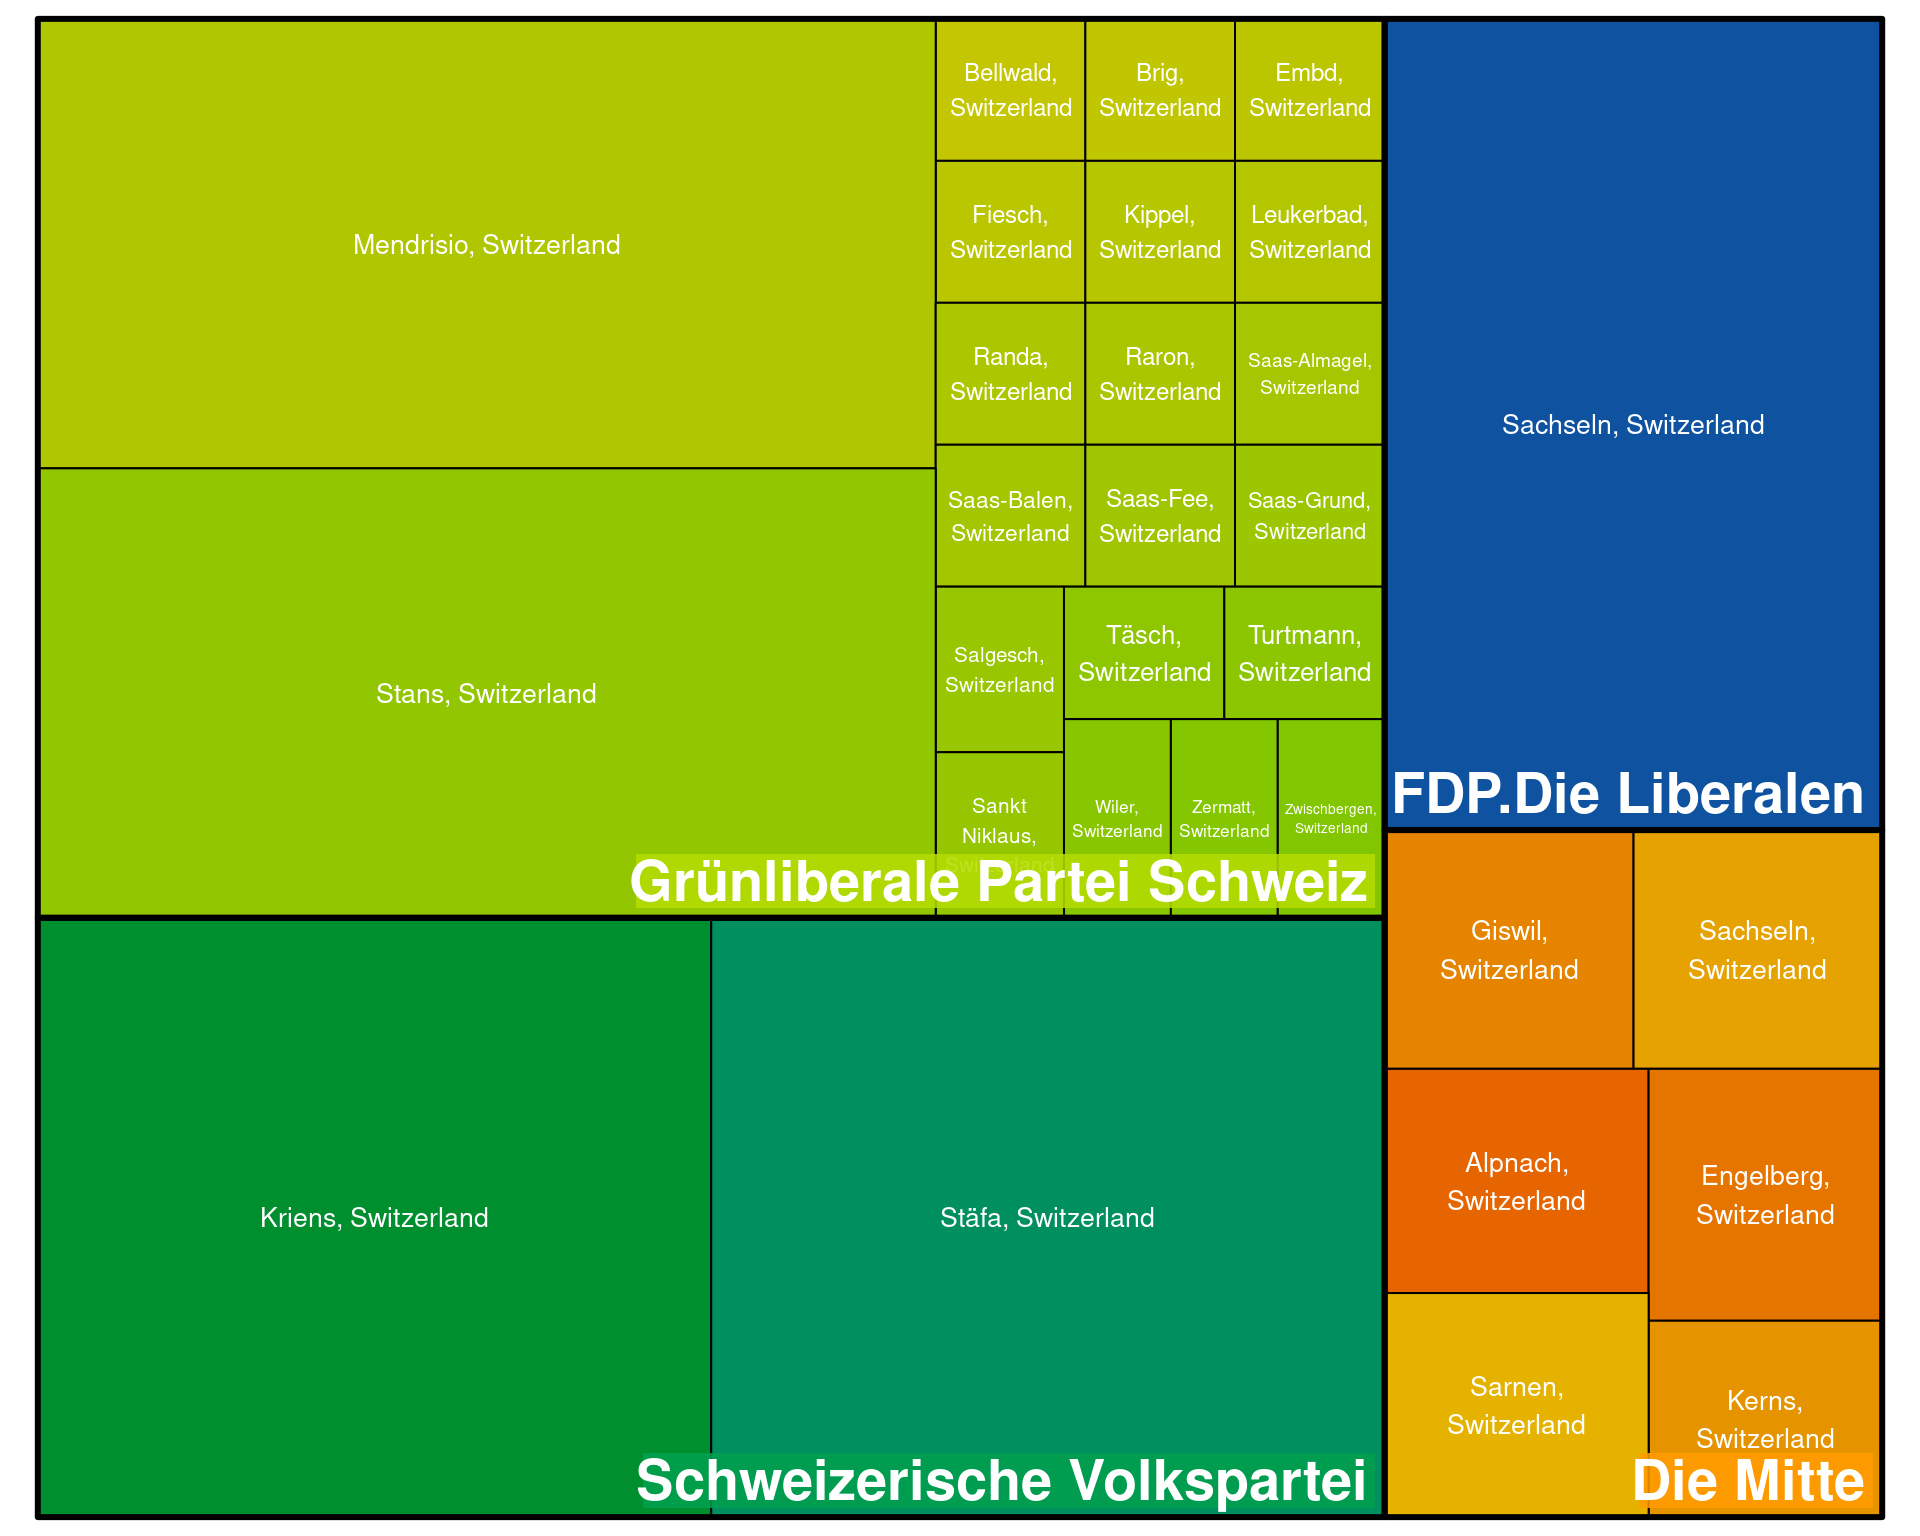 Mendrisio, Switzerland
Stans, Switzerland
Bellwald,
Switzerland
Brig,
Switzerland
Embd,
Switzerland
Fiesch,
Switzerland
Kippel,
Switzerland
Leukerbad,
Switzerland
Randa,
Switzerland
Raron,
Switzerland
Saas-Almagel,
Switzerland
Saas-Balen,
Switzerland
Saas-Fee,
Switzerland
Saas-Grund,
Switzerland
Salgesch,
Switzerland
Täsch,
Switzerland
Turtmann,
Switzerland
Sankt
Niklaus,
Switzerland
Wiler,
Switzerland
Zermatt,
Switzerland
Zwischbergen,
Switzerland
Grünliberale Partei Schweiz
Kriens, Switzerland
Stäfa, Switzerland
Schweizerische Volkspartei
Sachseln, Switzerland
FDP.Die Liberalen
Giswil,
Switzerland
Sachseln,
Switzerland
Alpnach,
Switzerland
Engelberg,
Switzerland
Sarnen,
Switzerland
Kerns,
Switzerland
Die Mitte